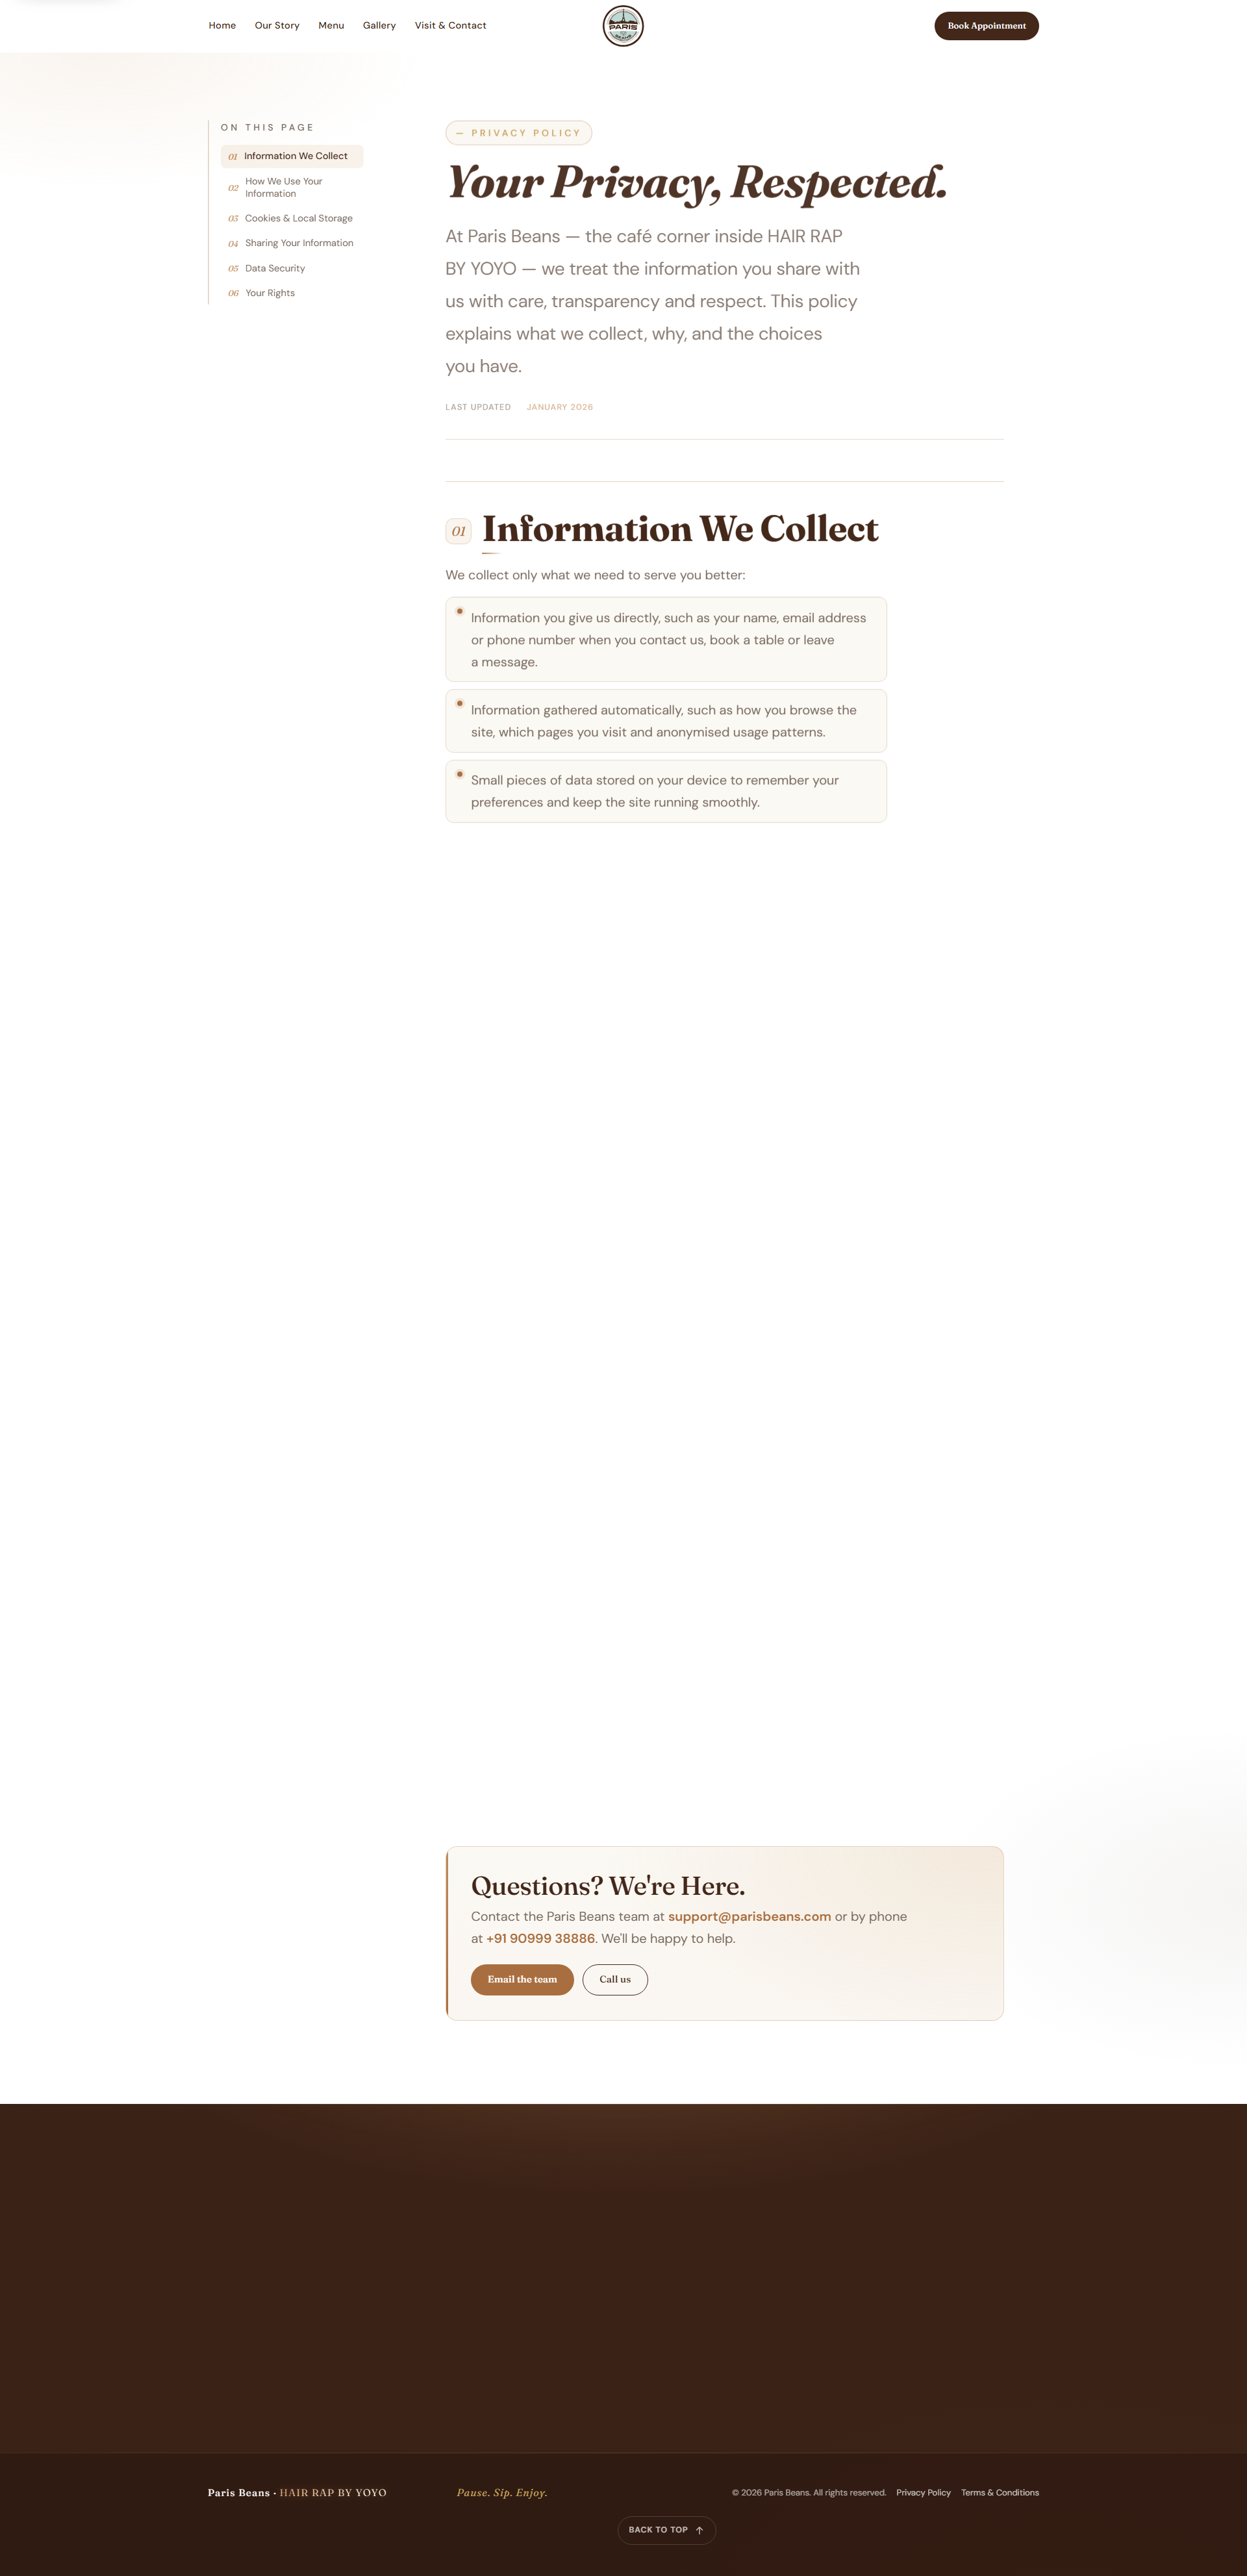 Home Our Story Menu Gallery Visit & Contact
PARIS
Book Appointment
ON THIS PAGE
01 Information We Collect
02 How We Use Your
Information
03 Cookies & Local Storage
04 Sharing Your Information
05 Data Security
06 Your Rights
— PRIVACY POLICY
Your Privacy, Respected.
At Paris Beans — the café corner inside HAIR RAP
BY YOYO — we treat the information you share with
us with care, transparency and respect. This policy
explains what we collect, why, and the choices
you have.
LAST UPDATED JANUARY 2026
01 Information We Collect
We collect only what we need to serve you better:
Information you give us directly, such as your name, email address
or phone number when you contact us, book a table or leave
a message.
Information gathered automatically, such as how you browse the
site, which pages you visit and anonymised usage patterns.
Small pieces of data stored on your device to remember your
preferences and keep the site running smoothly.
Questions? We're Here.
Contact the Paris Beans team at support@parisbeans.com or by phone
at +91 90999 38886. We'll be happy to help.
Email the team Call us
Paris Beans · HAIR RAP BY YOYO
Pause. Sip. Enjoy.
© 2026 Paris Beans. All rights reserved. Privacy Policy Terms & Conditions
BACK TO TOP ↑